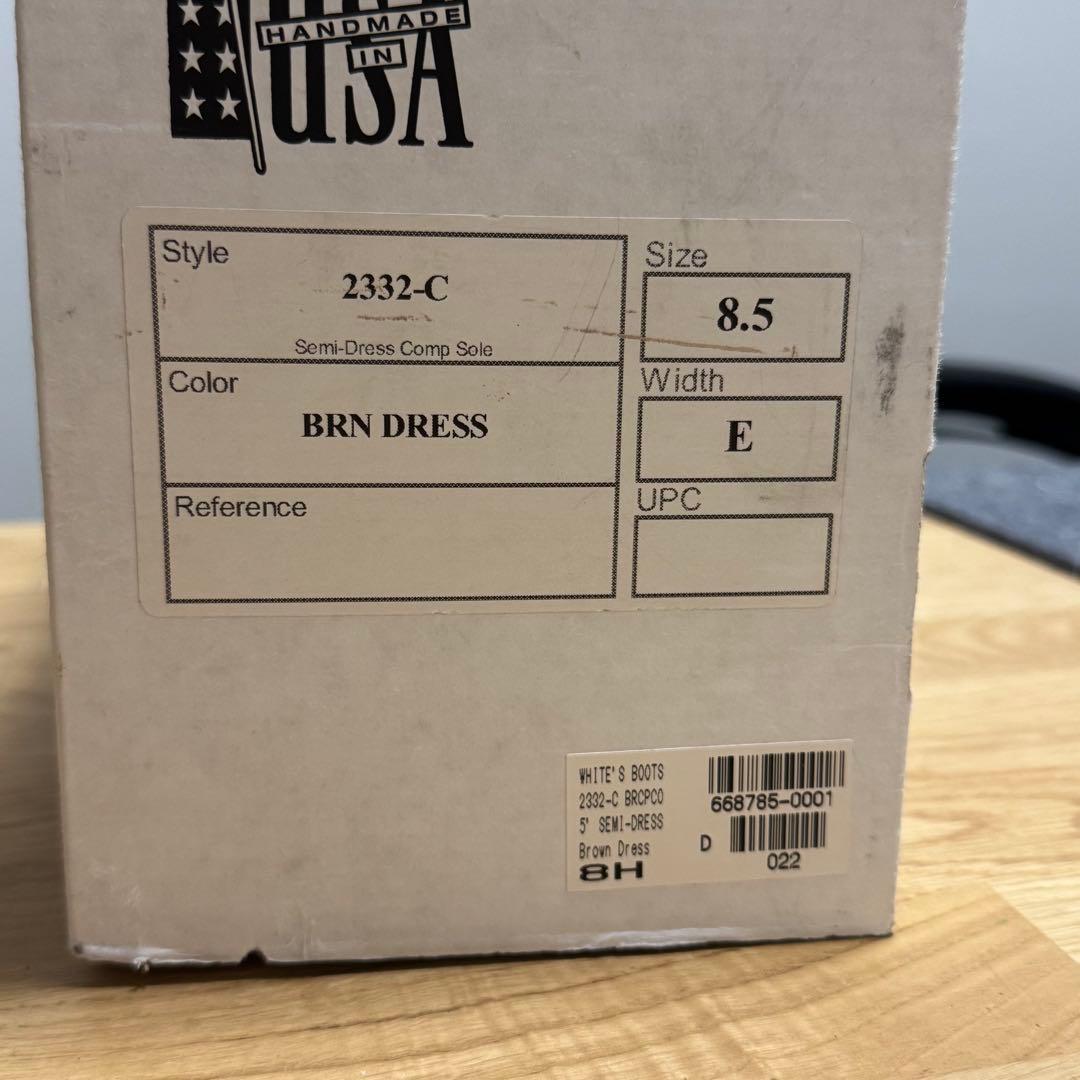 HANDMADE
IN
USA
Style
2332-C
Semi-Dress Comp Sole
Size
8.5
Color
BRN DRESS
Width
E
Reference
UPC
WHITE'S BOOTS
2332-C BRCPCO
5' SEMI-DRESS
Brown Dress
8H
668785-0001
D
022